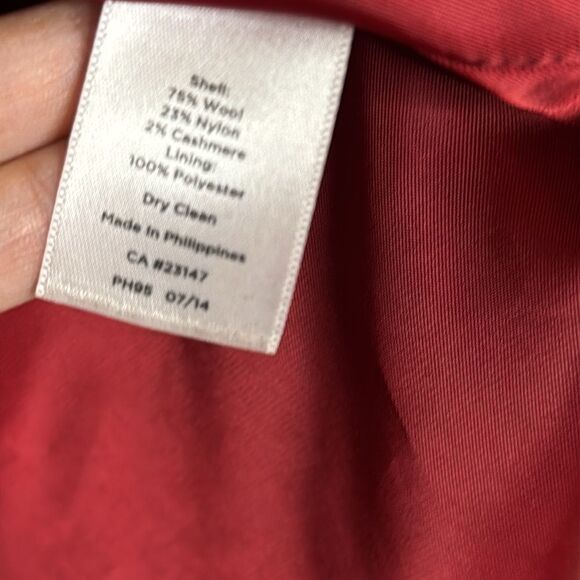 Shell:
75% Wool
23% Nylon
2% Cashmere
Lining:
100% Polyester
Dry Clean
Made In Philippines
CA #23147
PH95 07/14